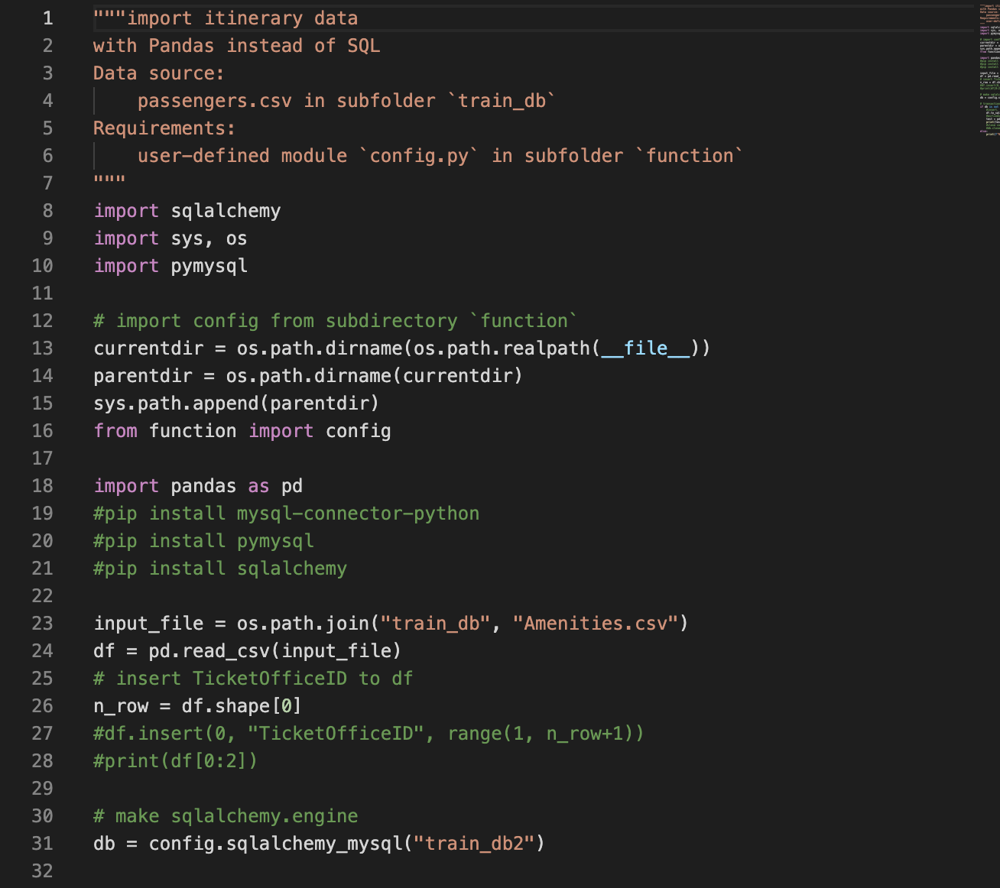 1 """import itinerary data
2 with Pandas instead of SQL
3 Data source:
4     passengers.csv in subfolder `train_db`
5 Requirements:
6     user-defined module `config.py` in subfolder `function`
7 """
8 import sqlalchemy
9 import sys, os
10 import pymysql
11
12 # import config from subdirectory `function`
13 currentdir = os.path.dirname(os.path.realpath(__file__))
14 parentdir = os.path.dirname(currentdir)
15 sys.path.append(parentdir)
16 from function import config
17
18 import pandas as pd
19 #pip install mysql-connector-python
20 #pip install pymysql
21 #pip install sqlalchemy
22
23 input_file = os.path.join("train_db", "Amenities.csv")
24 df = pd.read_csv(input_file)
25 # insert TicketOfficeID to df
26 n_row = df.shape[0]
27 #df.insert(0, "TicketOfficeID", range(1, n_row+1))
28 #print(df[0:2])
29
30 # make sqlalchemy.engine
31 db = config.sqlalchemy_mysql("train_db2")
32